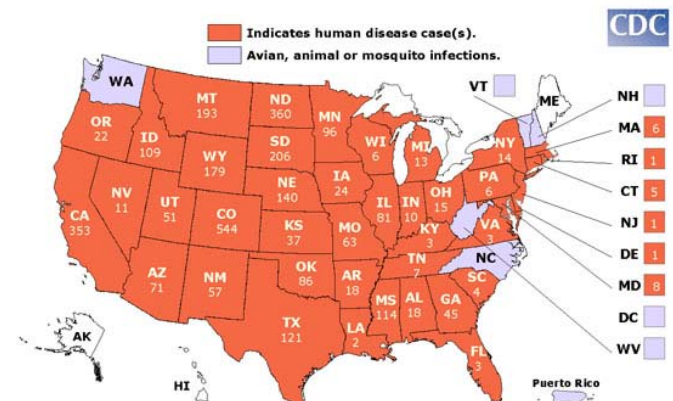 Indicates human disease case(s).
Avian, animal or mosquito infections.
CDC
WA
OR
22
CA
353
NV
11
ID
109
MT
193
WY
179
UT
51
CO
544
AZ
71
NM
57
ND
360
SD
206
NE
140
KS
37
OK
86
TX
121
MN
96
IA
24
MO
63
AR
18
LA
2
WI
6
IL
81
MI
13
IN
10
OH
15
KY
3
TN
7
MS
114
AL
18
GA
45
FL
3
SC
4
NC
VA
3
PA
6
NY
14
VT
ME
NH
MA 6
RI 1
CT 5
NJ 1
DE 1
MD 8
DC
WV
AK
HI
Puerto Rico